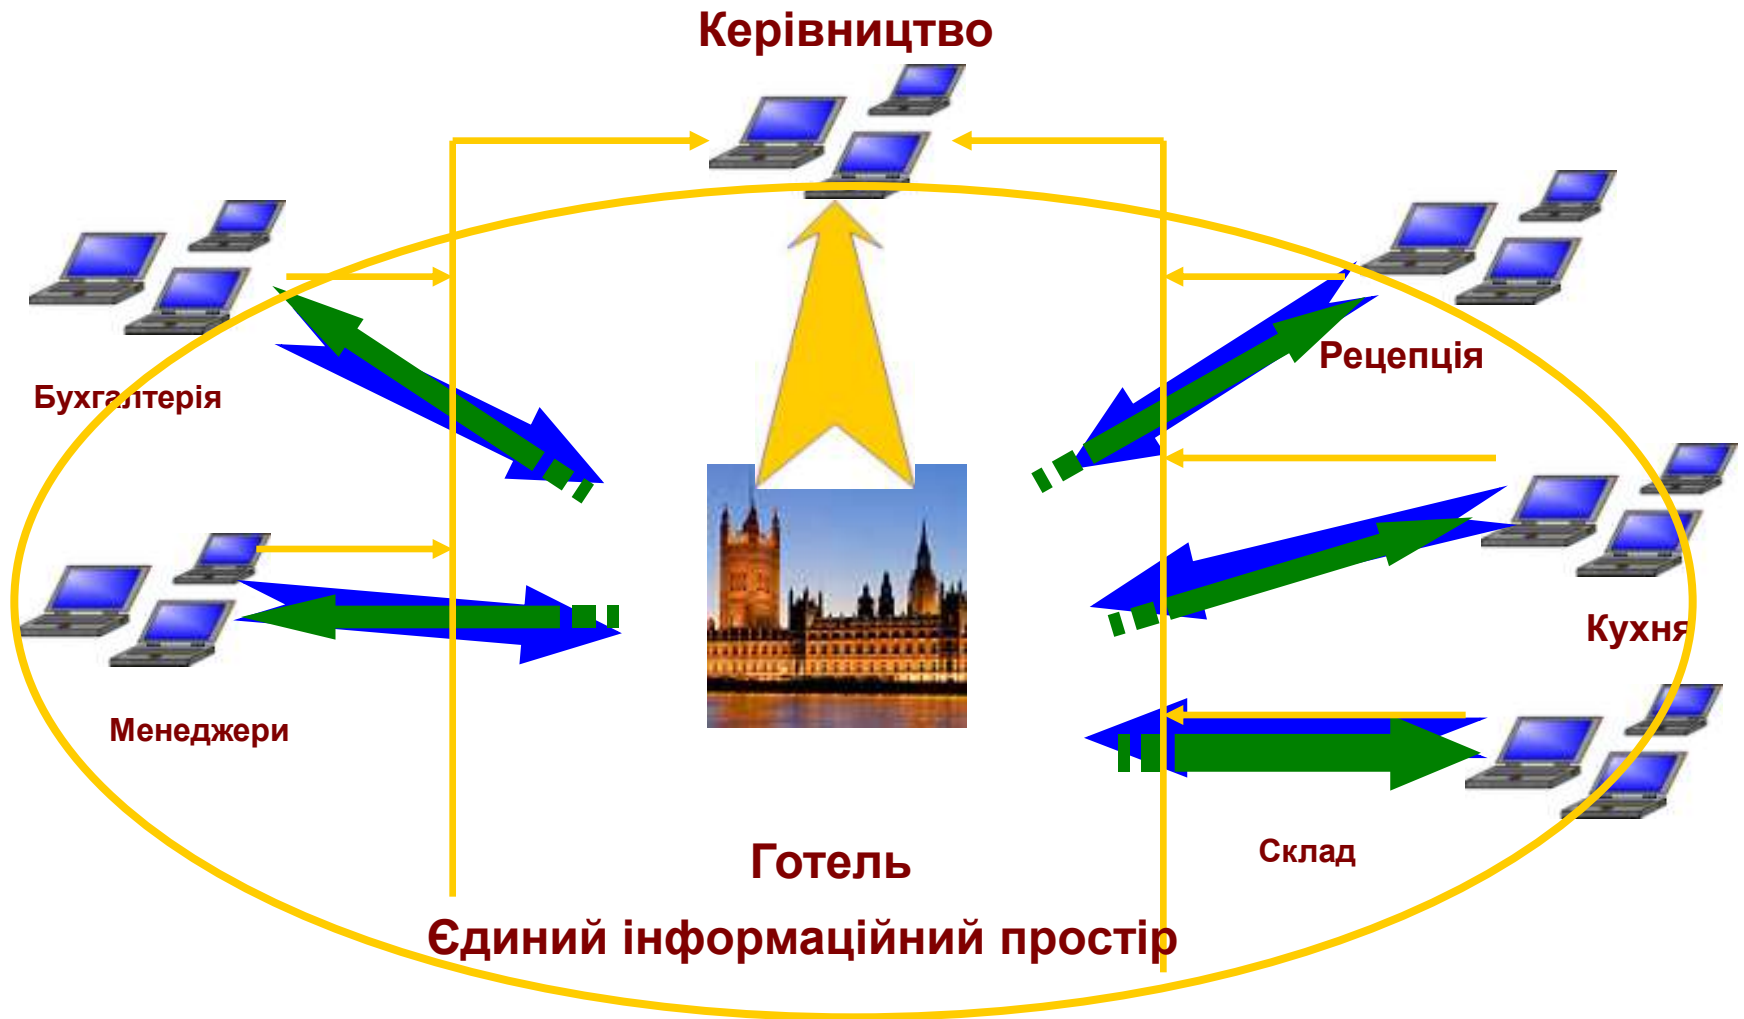 Керівництво
Рецепція
Бухгалтерія
Кухня
Менеджери
Склад
Готель
Єдиний інформаційний простір